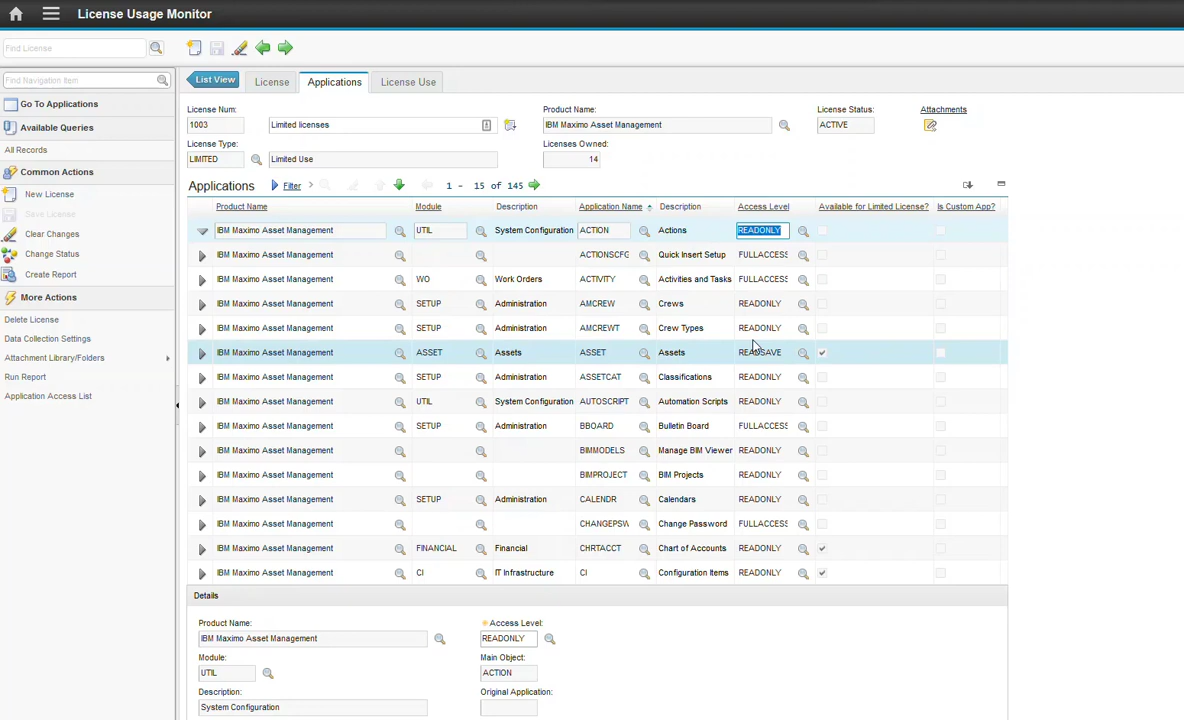 License Usage Monitor
Find License
Find Navigation Item
List View License Applications License Use
Go To Applications
Available Queries
All Records
Common Actions
New License
Save License
Clear Changes
Change Status
Create Report
More Actions
Delete License
Data Collection Settings
Attachment Library/Folders
Run Report
Application Access List
License Num: Product Name: License Status: Attachments
1003 Limited licenses IBM Maximo Asset Management ACTIVE
License Type: Licenses Owned:
LIMITED Limited Use 14
Applications Filter 1 - 15 of 145
Product Name Module Description Application Name Description Access Level Available for Limited License? Is Custom App?
IBM Maximo Asset Management UTIL System Configuration ACTION Actions READONLY
IBM Maximo Asset Management ACTIONSCFG Quick Insert Setup FULLACCESS
IBM Maximo Asset Management WO Work Orders ACTIVITY Activities and Tasks FULLACCESS
IBM Maximo Asset Management SETUP Administration AMCREW Crews READONLY
IBM Maximo Asset Management SETUP Administration AMCREWT Crew Types READONLY
IBM Maximo Asset Management ASSET Assets ASSET Assets
IBM Maximo Asset Management SETUP Administration ASSETCAT Classifications READONLY
IBM Maximo Asset Management UTIL System Configuration AUTOSCRIPT Automation Scripts READONLY
IBM Maximo Asset Management SETUP Administration BBOARD Bulletin Board FULLACCESS
IBM Maximo Asset Management BIMMODELS Manage BIM Viewer READONLY
IBM Maximo Asset Management BIMPROJECT BIM Projects READONLY
IBM Maximo Asset Management SETUP Administration CALENDR Calendars READONLY
IBM Maximo Asset Management CHANGEPSW Change Password FULLACCESS
IBM Maximo Asset Management FINANCIAL Financial CHRTACCT Chart of Accounts READONLY
IBM Maximo Asset Management CI IT Infrastructure CI Configuration Items READONLY
Details
Product Name: Access Level:
IBM Maximo Asset Management READONLY
Module: Main Object:
UTIL ACTION
Description: Original Application:
System Configuration